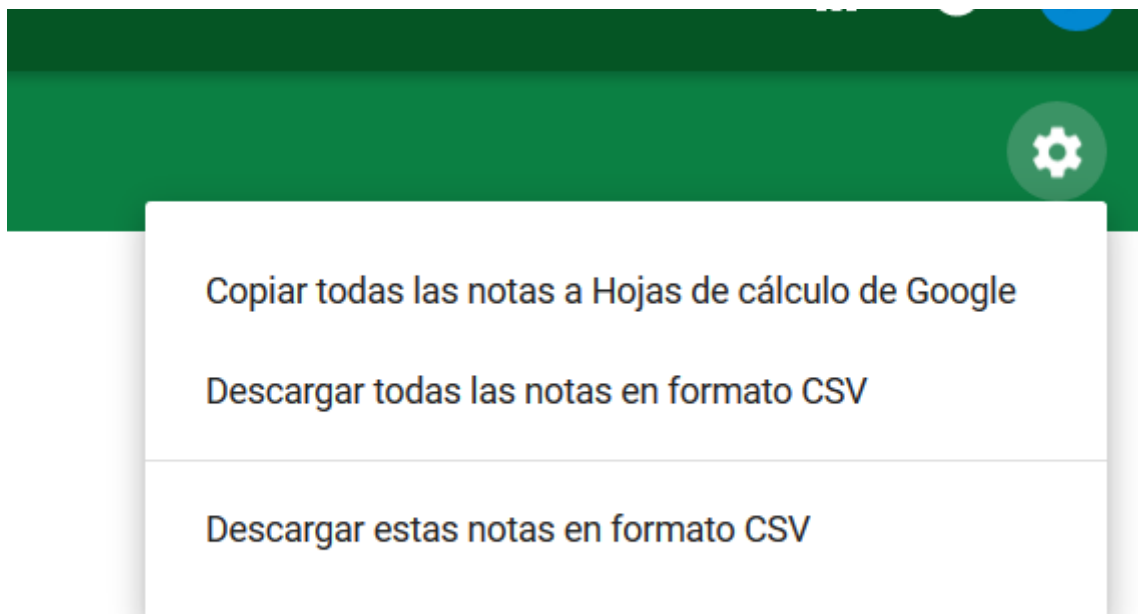 Copiar todas las notas a Hojas de cálculo de Google
Descargar todas las notas en formato CSV
Descargar estas notas en formato CSV